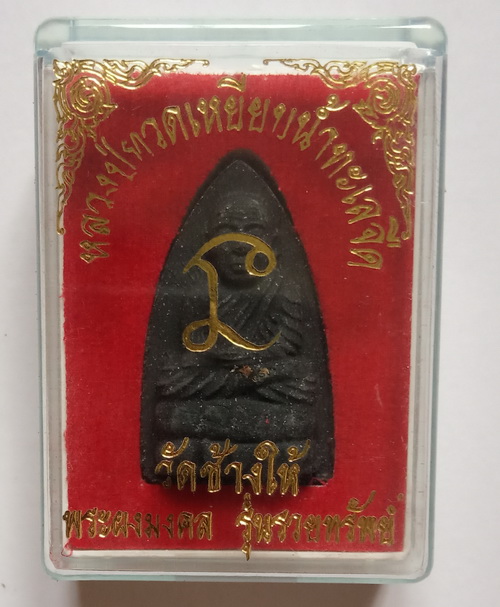 หลวงปู่ทวดเหยียบน้ำทะเลจืด
วัดช้างให้
พระผงมงคล รุ่นรวยทรัพย์